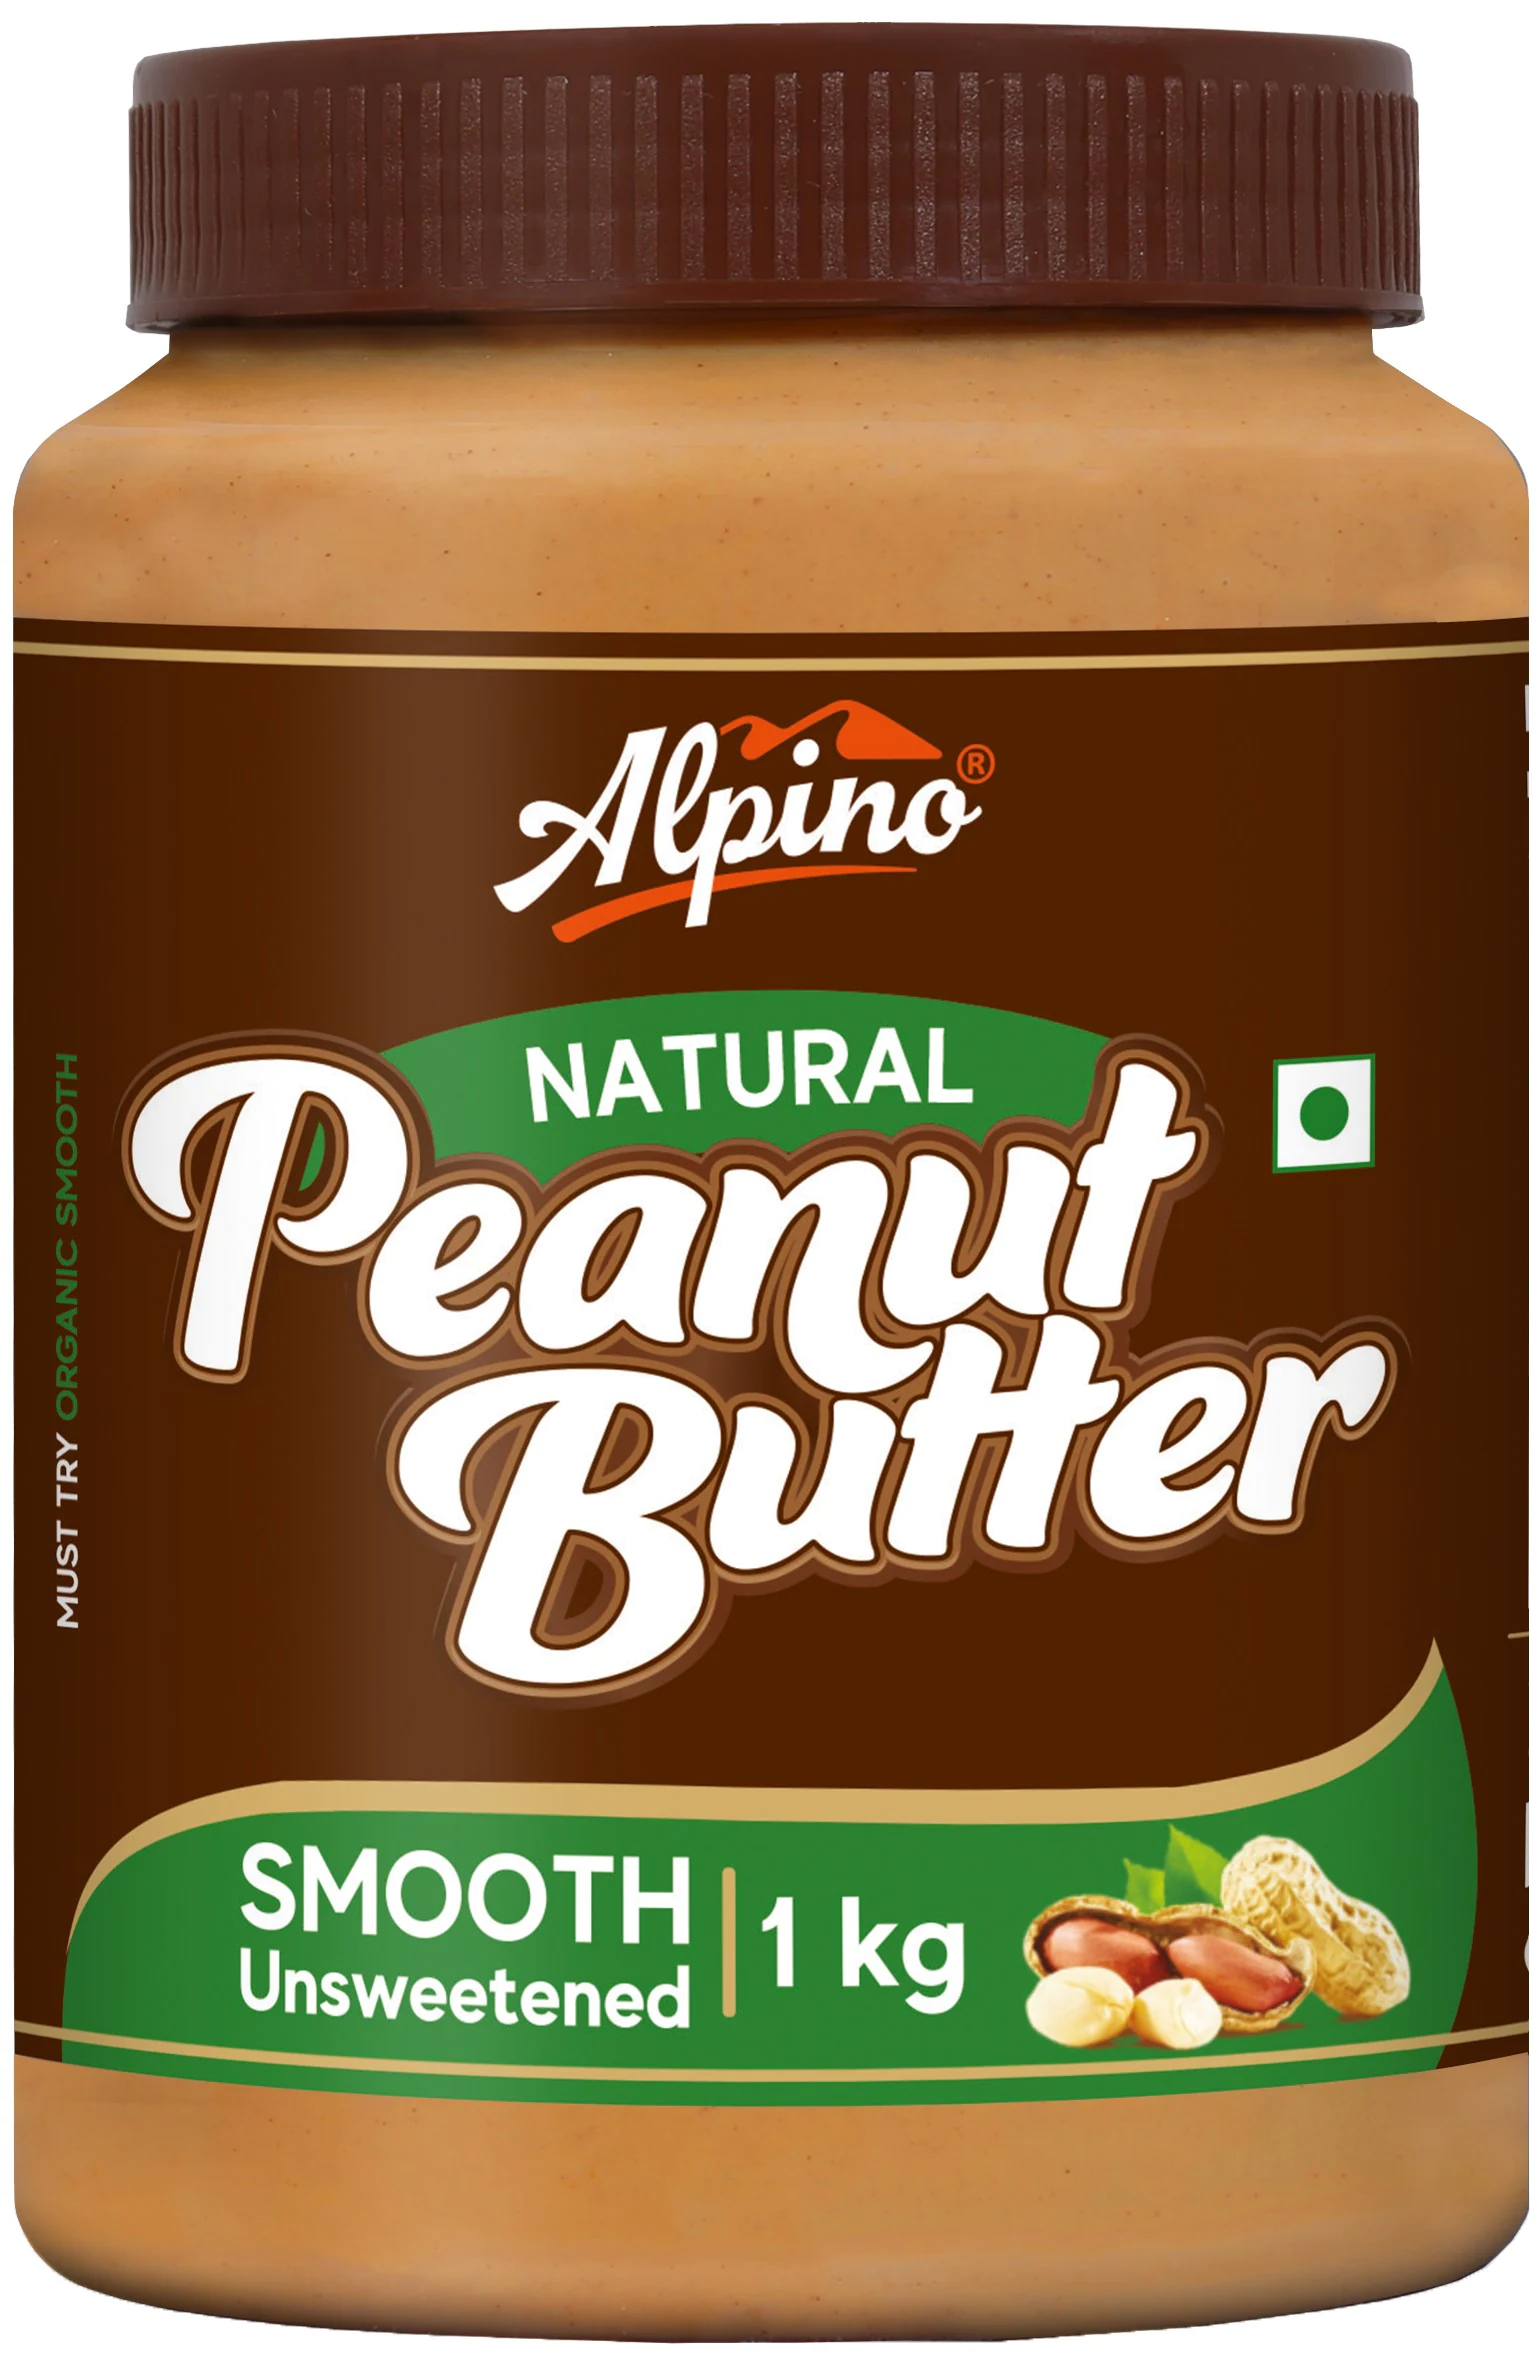 Alpino®
NATURAL
Peanut
Butter
MUST TRY ORGANIC SMOOTH
SMOOTH
Unsweetened
1 kg